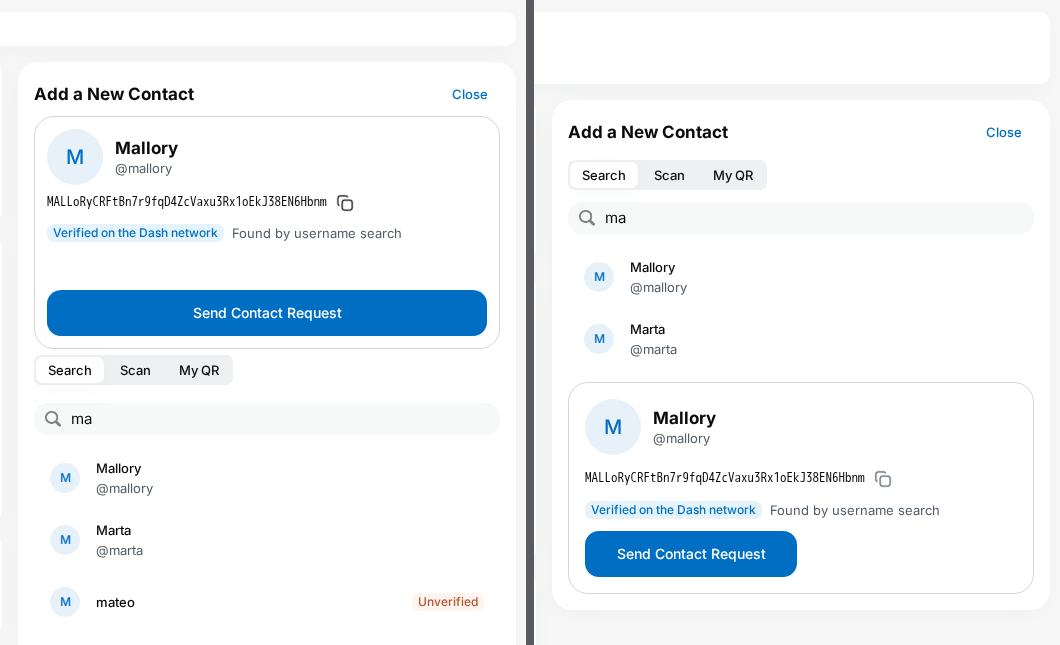 Add a New Contact
Close
M
Mallory
@mallory
MALLoRyCRFtBn7r9fqD4ZcVaxu3Rx1oEkJ38EN6Hbnm
Verified on the Dash network Found by username search
Send Contact Request
Search Scan My QR
ma
M
Mallory
@mallory
M
Marta
@marta
M
mateo
Unverified
Add a New Contact
Close
Search Scan My QR
ma
M
Mallory
@mallory
M
Marta
@marta
M
Mallory
@mallory
MALLoRyCRFtBn7r9fqD4ZcVaxu3Rx1oEkJ38EN6Hbnm
Verified on the Dash network Found by username search
Send Contact Request